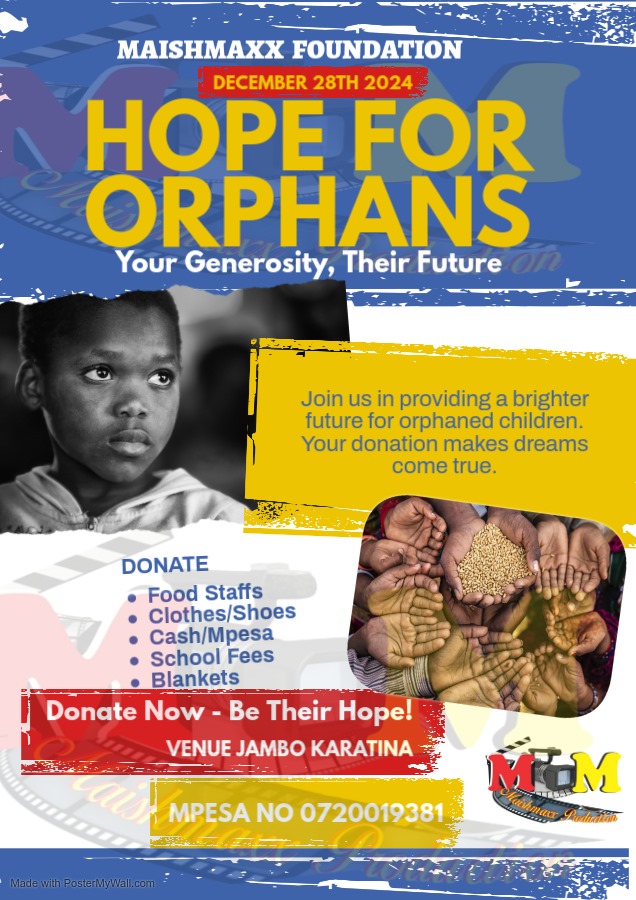 MAISHMAXX FOUNDATION
DECEMBER 28TH 2024
HOPE FOR
ORPHANS
Your Generosity, Their Future
Join us in providing a brighter
future for orphaned children.
Your donation makes dreams
come true.
DONATE
• Food Staffs
• Clothes/Shoes
• Cash/Mpesa
• School Fees
• Blankets
Donate Now - Be Their Hope!
VENUE JAMBO KARATINA
MPESA NO 0720019381
M M
Maishmaxx Production
Made with PosterMyWall.com